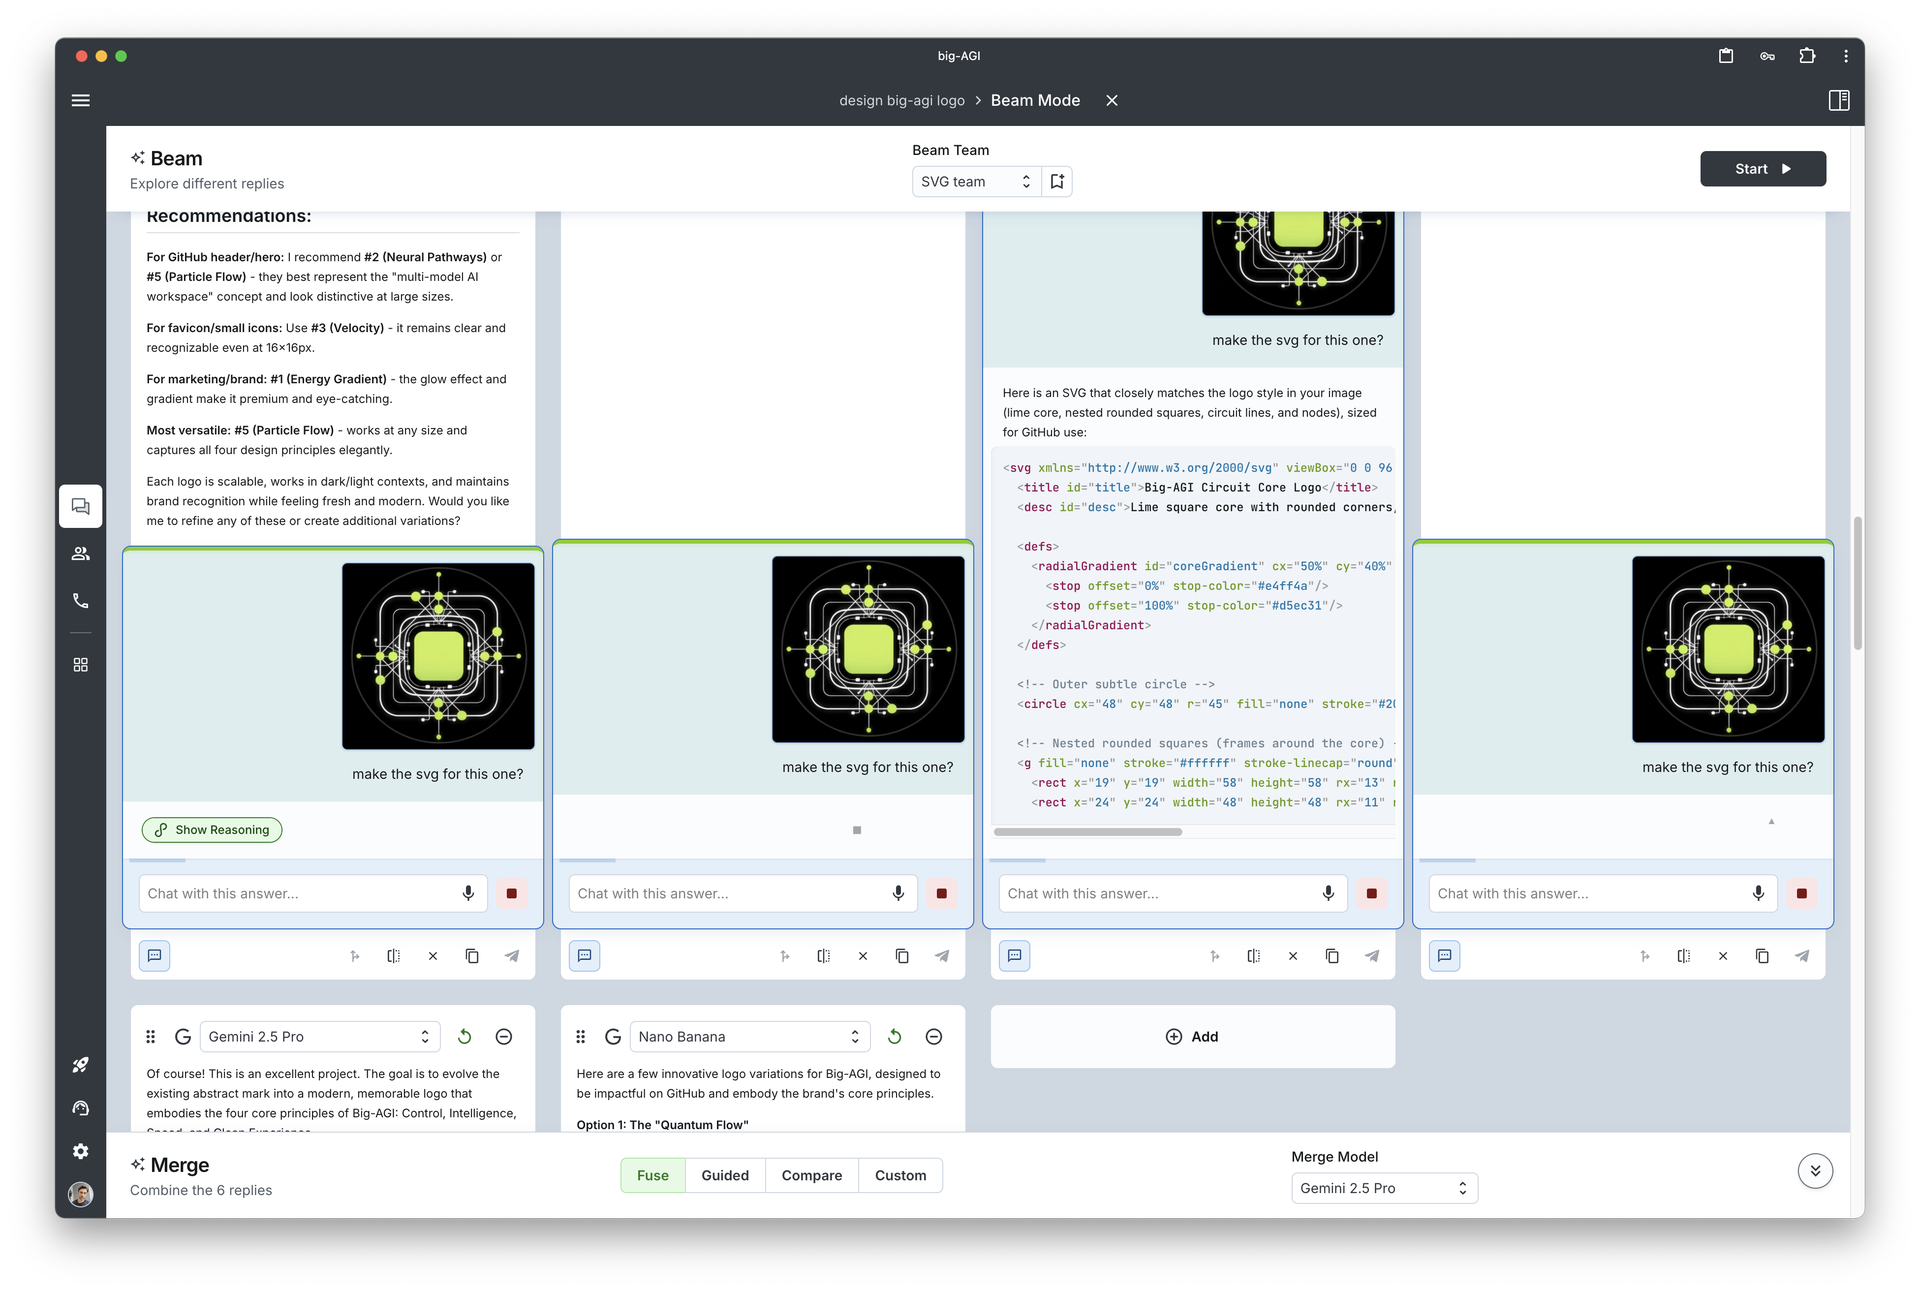 big-AGI
design big-agi logo › Beam Mode
Beam
Explore different replies
Beam Team
SVG team
Start
Recommendations:
For GitHub header/hero: I recommend #2 (Neural Pathways) or
#5 (Particle Flow) - they best represent the "multi-model AI
workspace" concept and look distinctive at large sizes.
For favicon/small icons: Use #3 (Velocity) - it remains clear and
recognizable even at 16×16px.
For marketing/brand: #1 (Energy Gradient) - the glow effect and
gradient make it premium and eye-catching.
Most versatile: #5 (Particle Flow) - works at any size and
captures all four design principles elegantly.
Each logo is scalable, works in dark/light contexts, and maintains
brand recognition while feeling fresh and modern. Would you like
me to refine any of these or create additional variations?
make the svg for this one?
Show Reasoning
Chat with this answer...
make the svg for this one?
Chat with this answer...
make the svg for this one?
Here is an SVG that closely matches the logo style in your image
(lime core, nested rounded squares, circuit lines, and nodes), sized
for GitHub use:
<svg xmlns="http://www.w3.org/2000/svg" viewBox="0 0 96
<title id="title">Big-AGI Circuit Core Logo</title>
<desc id="desc">Lime square core with rounded corners,
<defs>
<radialGradient id="coreGradient" cx="50%" cy="40%"
<stop offset="0%" stop-color="#e4ff4a"/>
<stop offset="100%" stop-color="#d5ec31"/>
</radialGradient>
</defs>
<!-- Outer subtle circle -->
<circle cx="48" cy="48" r="45" fill="none" stroke="#20
<!-- Nested rounded squares (frames around the core) -
<g fill="none" stroke="#ffffff" stroke-linecap="round"
<rect x="19" y="19" width="58" height="58" rx="13"
<rect x="24" y="24" width="48" height="48" rx="11"
Chat with this answer...
make the svg for this one?
Chat with this answer...
Gemini 2.5 Pro
Of course! This is an excellent project. The goal is to evolve the
existing abstract mark into a modern, memorable logo that
embodies the four core principles of Big-AGI: Control, Intelligence,
Speed, and Clean Experience
Nano Banana
Here are a few innovative logo variations for Big-AGI, designed to
be impactful on GitHub and embody the brand's core principles.
Option 1: The "Quantum Flow"
Add
Merge
Combine the 6 replies
Fuse
Guided
Compare
Custom
Merge Model
Gemini 2.5 Pro